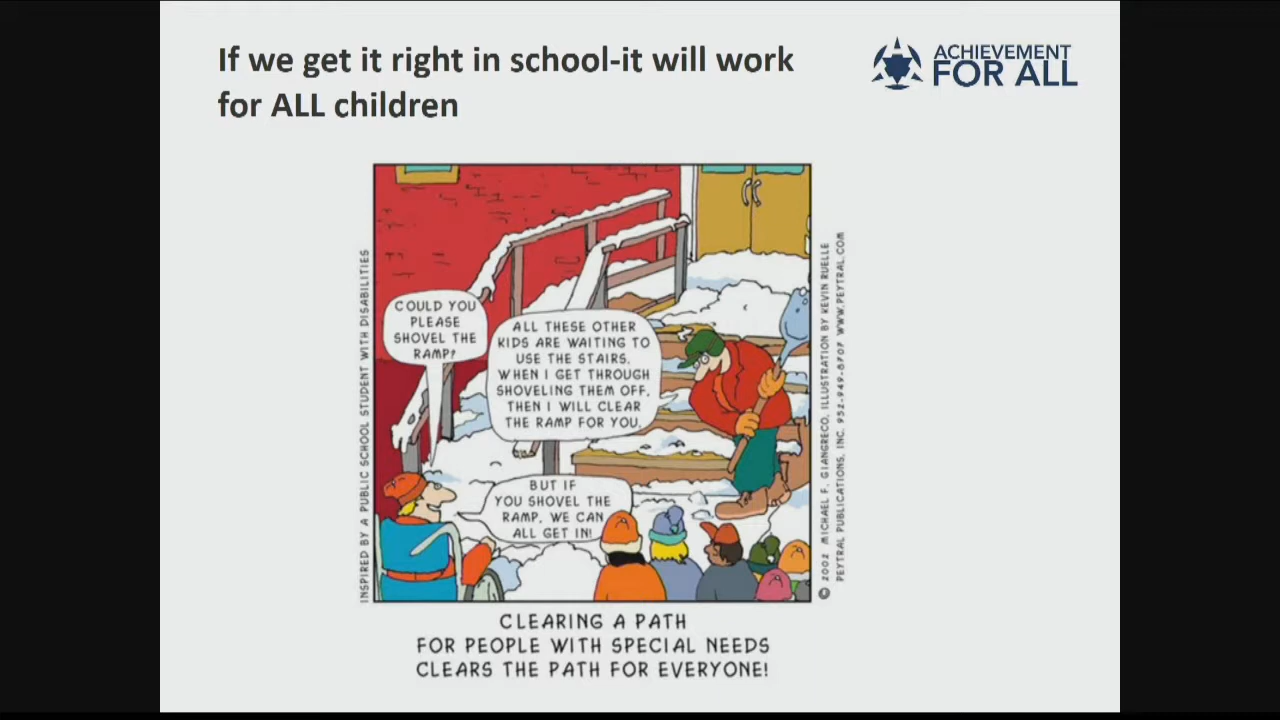 If we get it right in school-it will work
for ALL children
ACHIEVEMENT
FOR ALL
COULD YOU
PLEASE
SHOVEL THE
RAMP?
ALL THESE OTHER
KIDS ARE WAITING TO
USE THE STAIRS.
WHEN I GET THROUGH
SHOVELING THEM OFF,
THEN I WILL CLEAR
THE RAMP FOR YOU.
BUT IF
YOU SHOVEL THE
RAMP, WE CAN
ALL GET IN!
INSPIRED BY A PUBLIC SCHOOL STUDENT WITH DISABILITIES
© 2002 MICHAEL F. GIANGRECO, ILLUSTRATION BY KEVIN RUELLE
PEYTRAL PUBLICATIONS, INC. 952-949-8707 WWW.PEYTRAL.COM
CLEARING A PATH
FOR PEOPLE WITH SPECIAL NEEDS
CLEARS THE PATH FOR EVERYONE!